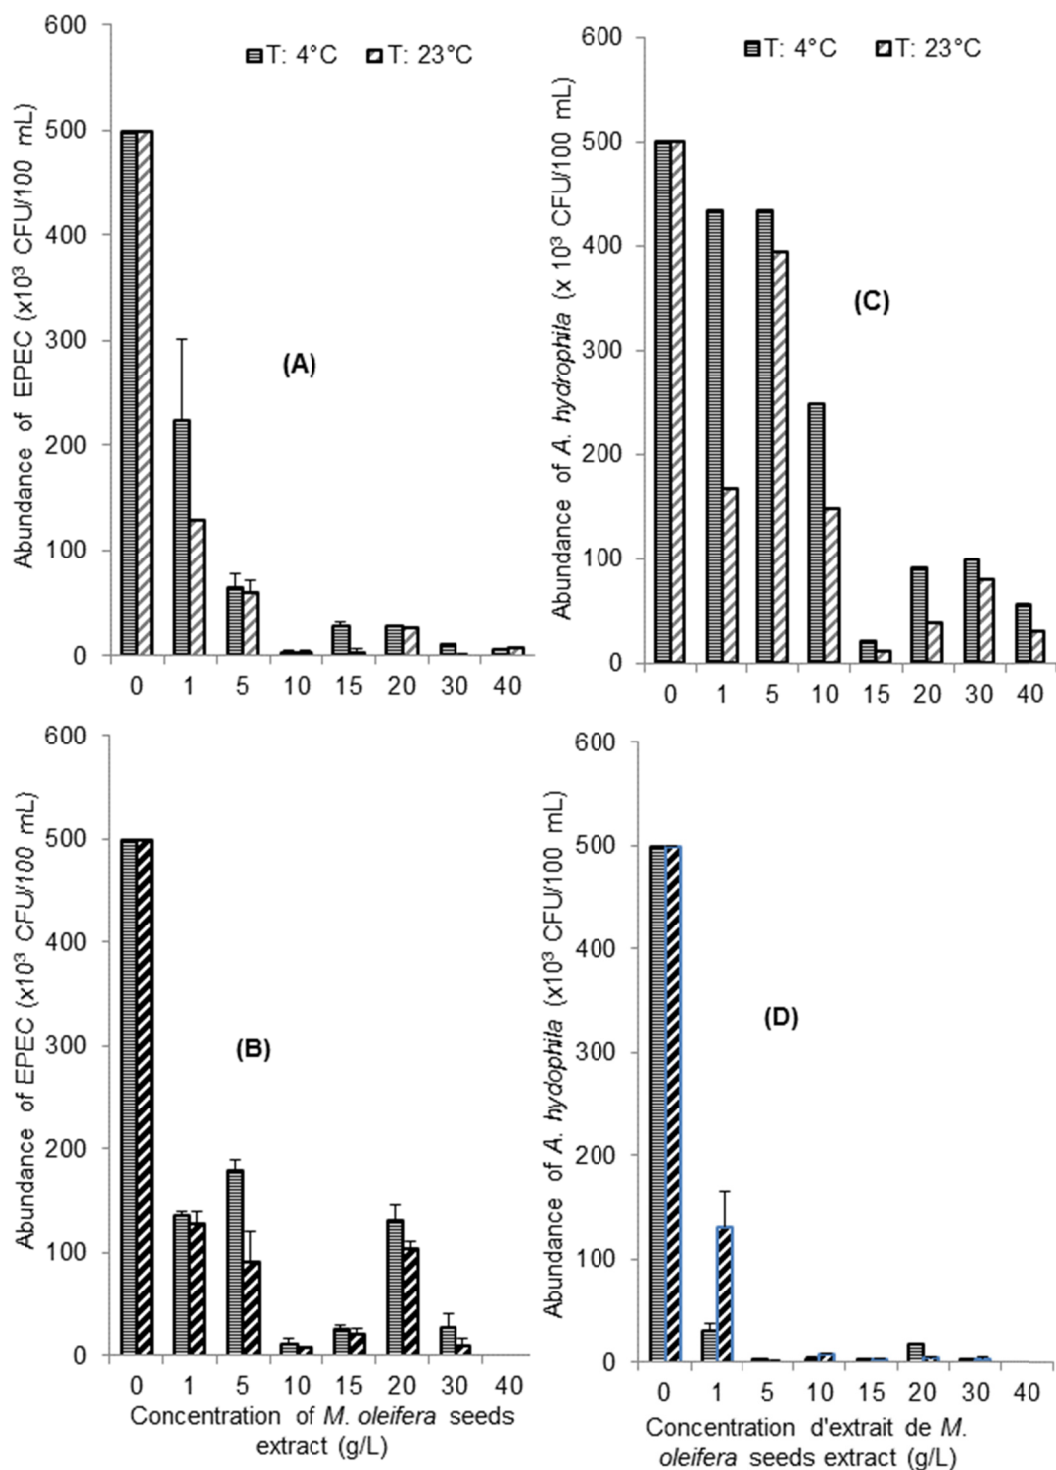 Abundance of EPEC (x10³ CFU/100 mL)
600
500
400
300
200
100
0
T: 4°C T: 23°C
(A)
0 1 5 10 15 20 30 40
Abundance of A. hydrophila (x 10³ CFU/100 mL)
600
500
400
300
200
100
0
T: 4°C T: 23°C
(C)
0 1 5 10 15 20 30 40
Abundance of EPEC (x10³ CFU/100 mL)
600
500
400
300
200
100
0
(B)
0 1 5 10 15 20 30 40
Concentration of M. oleifera seeds
extract (g/L)
Abundance of A. hydophila (x10³ CFU/100 mL)
600
500
400
300
200
100
0
(D)
0 1 5 10 15 20 30 40
Concentration d'extrait de M.
oleifera seeds extract (g/L)